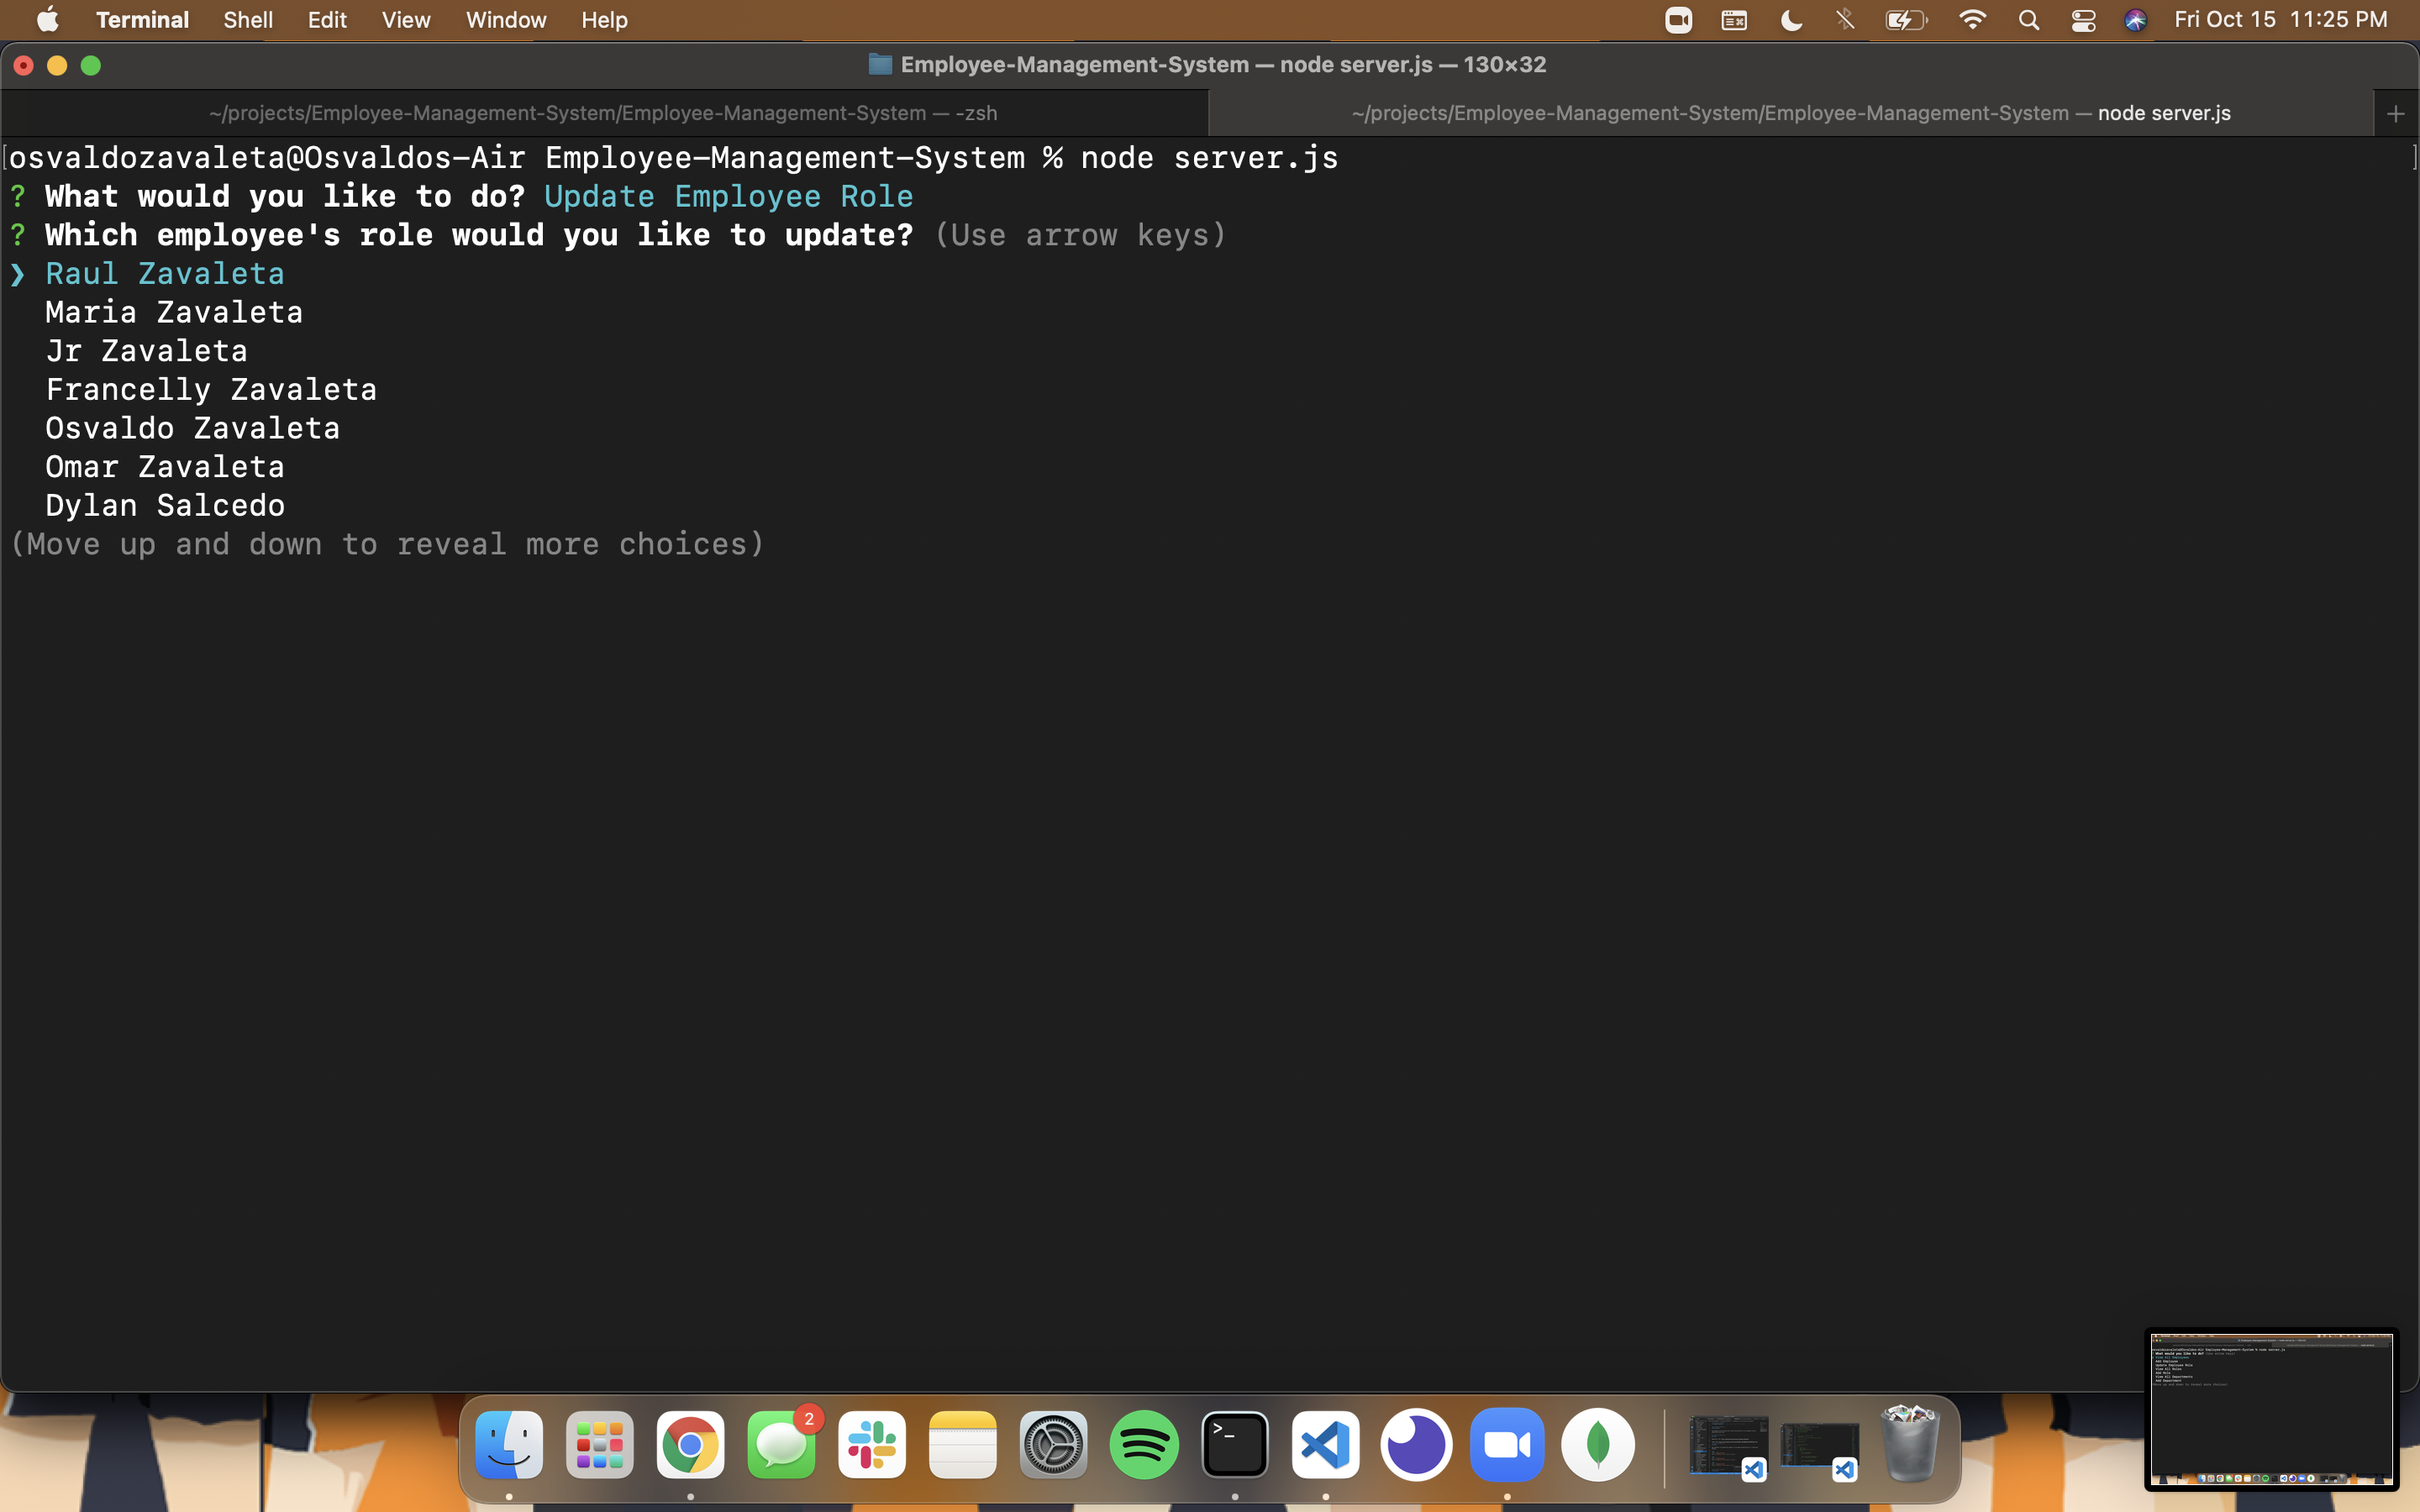 Terminal Shell Edit View Window Help Fri Oct 15 11:25 PM
Employee-Management-System — node server.js — 130×32
~/projects/Employee-Management-System/Employee-Management-System — -zsh
~/projects/Employee-Management-System/Employee-Management-System — node server.js
osvaldozavaleta@Osvaldos-Air Employee-Management-System % node server.js
? What would you like to do? Update Employee Role
? Which employee's role would you like to update? (Use arrow keys)
❯ Raul Zavaleta
Maria Zavaleta
Jr Zavaleta
Francelly Zavaleta
Osvaldo Zavaleta
Omar Zavaleta
Dylan Salcedo
(Move up and down to reveal more choices)
2